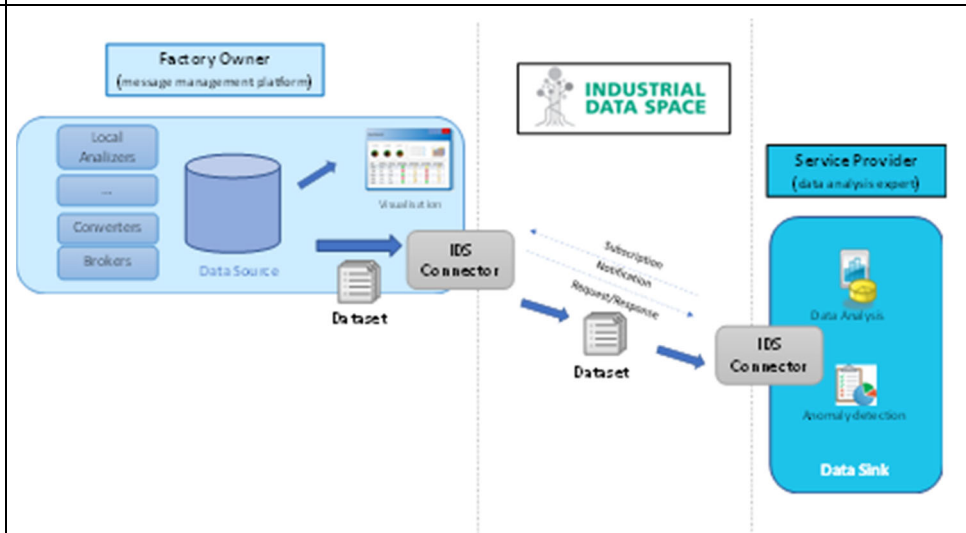 Factory Owner
(message management platform)
INDUSTRIAL
DATA SPACE
Service Provider
(data analysis expert)
Local
Analizers
...
Converters
Brokers
Data Source
Visualisation
IDS
Connector
Dataset
Subscription
Notification
Request/Response
Dataset
IDS
Connector
Data Analysis
Anomaly detection
Data Sink